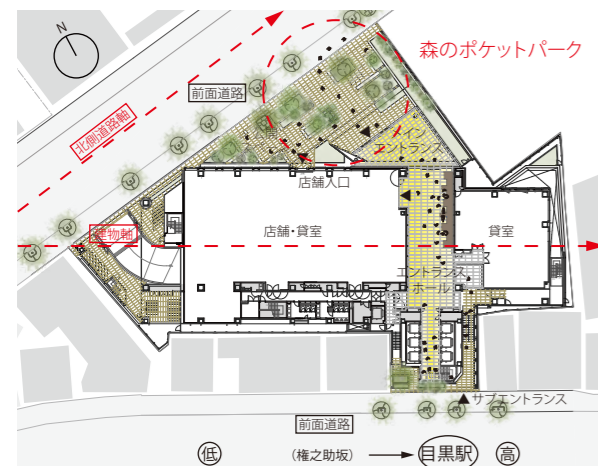 N
森のポケットパーク
前面道路
北側道路軸
メイン
エントランス
店舗入口
建物軸
店舗・貸室
貸室
エントランス
ホール
サブエントランス
前面道路
低
(権之助坂)
目黒駅
高